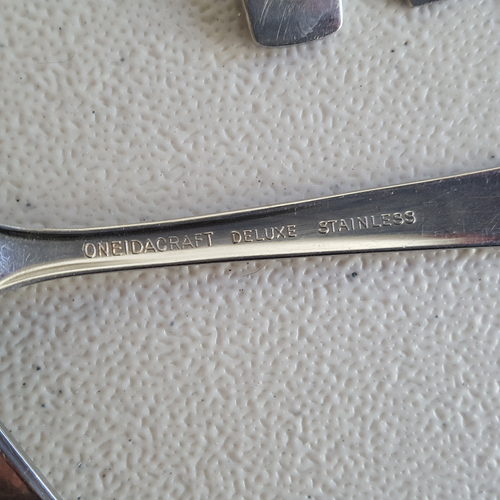 ONEIDACRAFT DELUXE STAINLESS